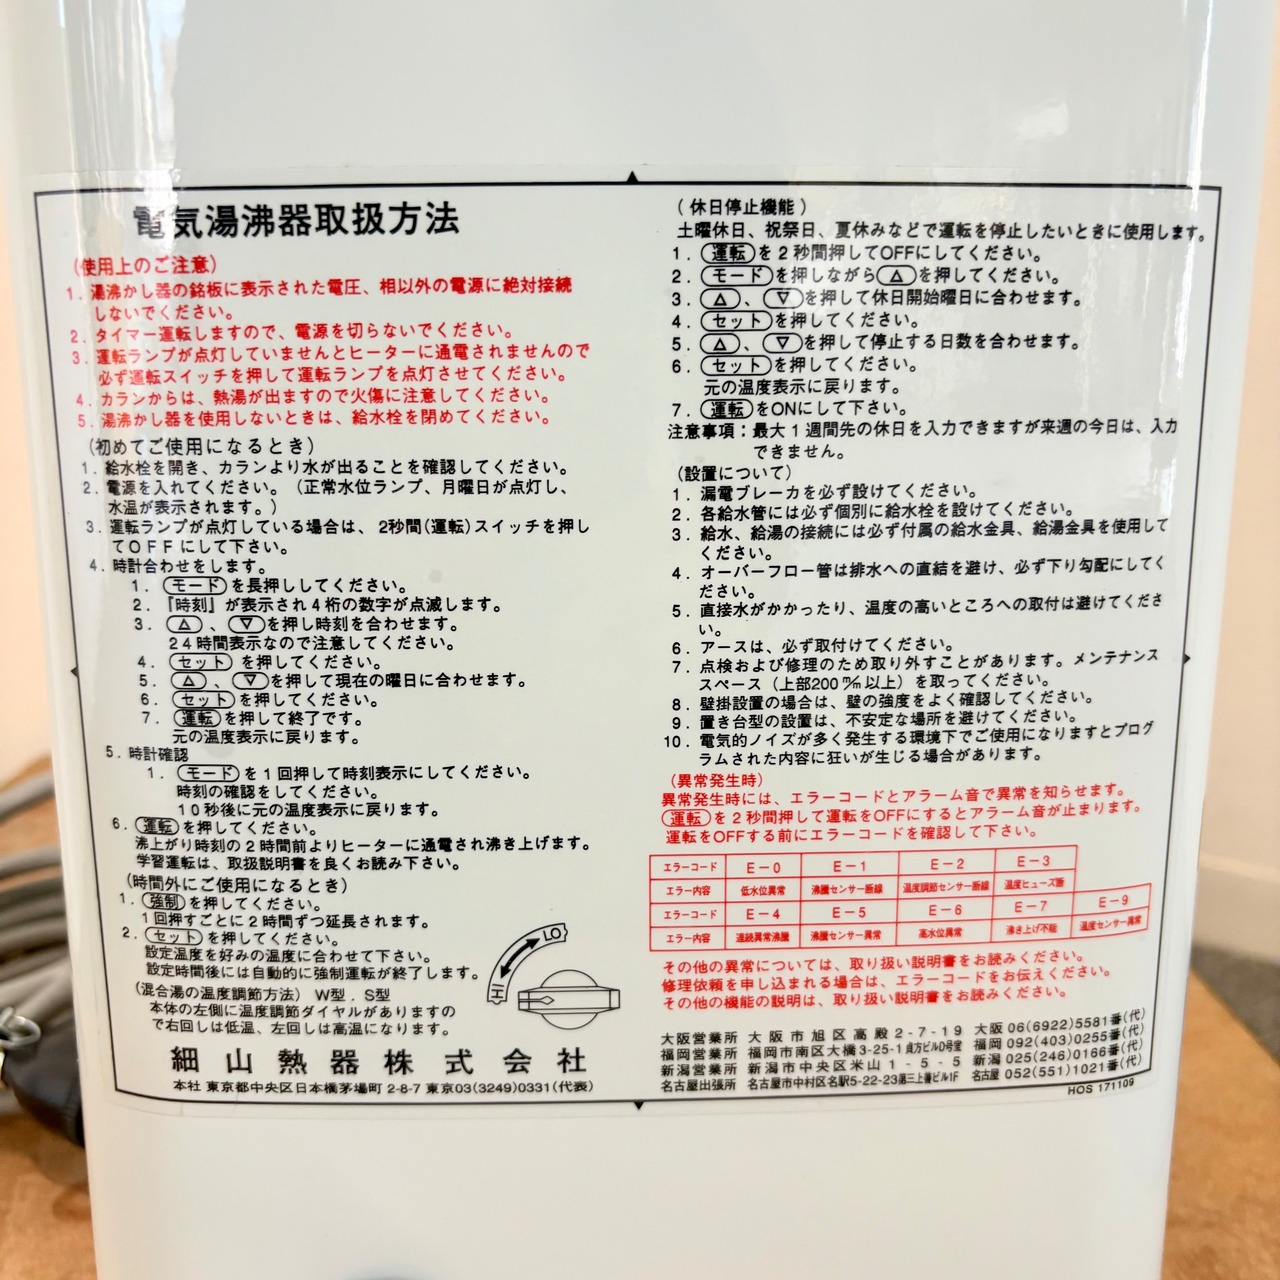 電気湯沸器取扱方法
(使用上のご注意)
1. 湯沸かし器の銘板に表示された電圧、相以外の電源に絶対接続
しないでください。
2. タイマー運転しますので、電源を切らないでください。
3. 運転ランプが点灯していませんとヒーターに通電されませんので
必ず運転スイッチを押して運転ランプを点灯させてください。
4. カランからは、熱湯が出ますので火傷に注意してください。
5. 湯沸かし器を使用しないときは、給水栓を閉めてください。
(初めてご使用になるとき)
1. 給水栓を開き、カランより水が出ることを確認してください。
2. 電源を入れてください。(正常水位ランプ、月曜日が点灯し、
水温が表示されます。)
3. 運転ランプが点灯している場合は、2秒間(運転)スイッチを押し
てOFFにして下さい。
4. 時計合わせをします。
1. (モード)を長押ししてください。
2. 『時刻』が表示され4桁の数字が点滅します。
3. (△)、(▽)を押し時刻を合わせます。
24時間表示なので注意してください。
4. (セット)を押してください。
5. (△)、(▽)を押して現在の曜日に合わせます。
6. (セット)を押してください。
7. (運転)を押して終了です。
元の温度表示に戻ります。
5. 時計確認
1. (モード)を1回押して時刻表示にしてください。
時刻の確認をしてください。
10秒後に元の温度表示に戻ります。
6. (運転)を押してください。
沸上がり時刻の2時間前よりヒーターに通電され沸き上げます。
学習運転は、取扱説明書を良くお読み下さい。
(時間外にご使用になるとき)
1. (強制)を押してください。
1回押すごとに2時間ずつ延長されます。
2. (セット)を押してください。
設定温度を好みの温度に合わせて下さい。
設定時間後には自動的に強制運転が終了します。
(混合湯の温度調節方法) W型.S型
本体の左側に温度調節ダイヤルがありますの
で右回しは低温、左回しは高温になります。
LO
HI
細山熱器株式会社
本社 東京都中央区日本橋茅場町2-8-7 東京03(3249)0331(代表)
(休日停止機能)
土曜休日、祝祭日、夏休みなどで運転を停止したいときに使用します。
1. (運転)を2秒間押してOFFにしてください。
2. (モード)を押しながら(△)を押してください。
3. (△)、(▽)を押して休日開始曜日に合わせます。
4. (セット)を押してください。
5. (△)、(▽)を押して停止する日数を合わせます。
6. (セット)を押してください。
元の温度表示に戻ります。
7. (運転)をONにして下さい。
注意事項：最大1週間先の休日を入力できますが来週の今日は、入力
できません。
(設置について)
1. 漏電ブレーカを必ず設けてください。
2. 各給水管には必ず個別に給水栓を設けてください。
3. 給水、給湯の接続には必ず付属の給水金具、給湯金具を使用して
ください。
4. オーバーフロー管は排水への直結を避け、必ず下り勾配にしてく
ださい。
5. 直接水がかかったり、温度の高いところへの取付は避けてくださ
い。
6. アースは、必ず取付けてください。
7. 点検および修理のため取り外すことがあります。メンテナンス
スペース(上部200㎜以上)を取ってください。
8. 壁掛設置の場合は、壁の強度をよく確認してください。
9. 置き台型の設置は、不安定な場所を避けてください。
10. 電気的ノイズが多く発生する環境下でご使用になりますとプログ
ラムされた内容に狂いが生じる場合があります。
(異常発生時)
異常発生時には、エラーコードとアラーム音で異常を知らせます。
(運転)を2秒間押して運転をOFFにするとアラーム音が止まります。
運転をOFFする前にエラーコードを確認して下さい。
エラーコード E-0 E-1 E-2 E-3
エラー内容 低水位異常 沸騰センサー断線 温度調節センサー断線 温度ヒューズ断
エラーコード E-4 E-5 E-6 E-7 E-9
エラー内容 連続異常沸騰 沸騰センサー異常 高水位異常 沸き上げ不能 温度センサー異常
その他の異常については、取り扱い説明書をお読みください。
修理依頼を申し込まれる場合は、エラーコードをお伝えください。
その他の機能の説明は、取り扱い説明書をお読みください。
大阪営業所 大阪市旭区高殿2-7-19 大阪 06(6922)5581番(代)
福岡営業所 福岡市南区大橋3-25-1貞方ビルD号室 福岡 092(403)0255番(代)
新潟営業所 新潟市中央区米山1-5-5 新潟 025(246)0166番(代)
名古屋出張所 名古屋市中村区名駅5-22-23第三上善ビル1F 名古屋 052(551)1021番(代)
HOS 171109